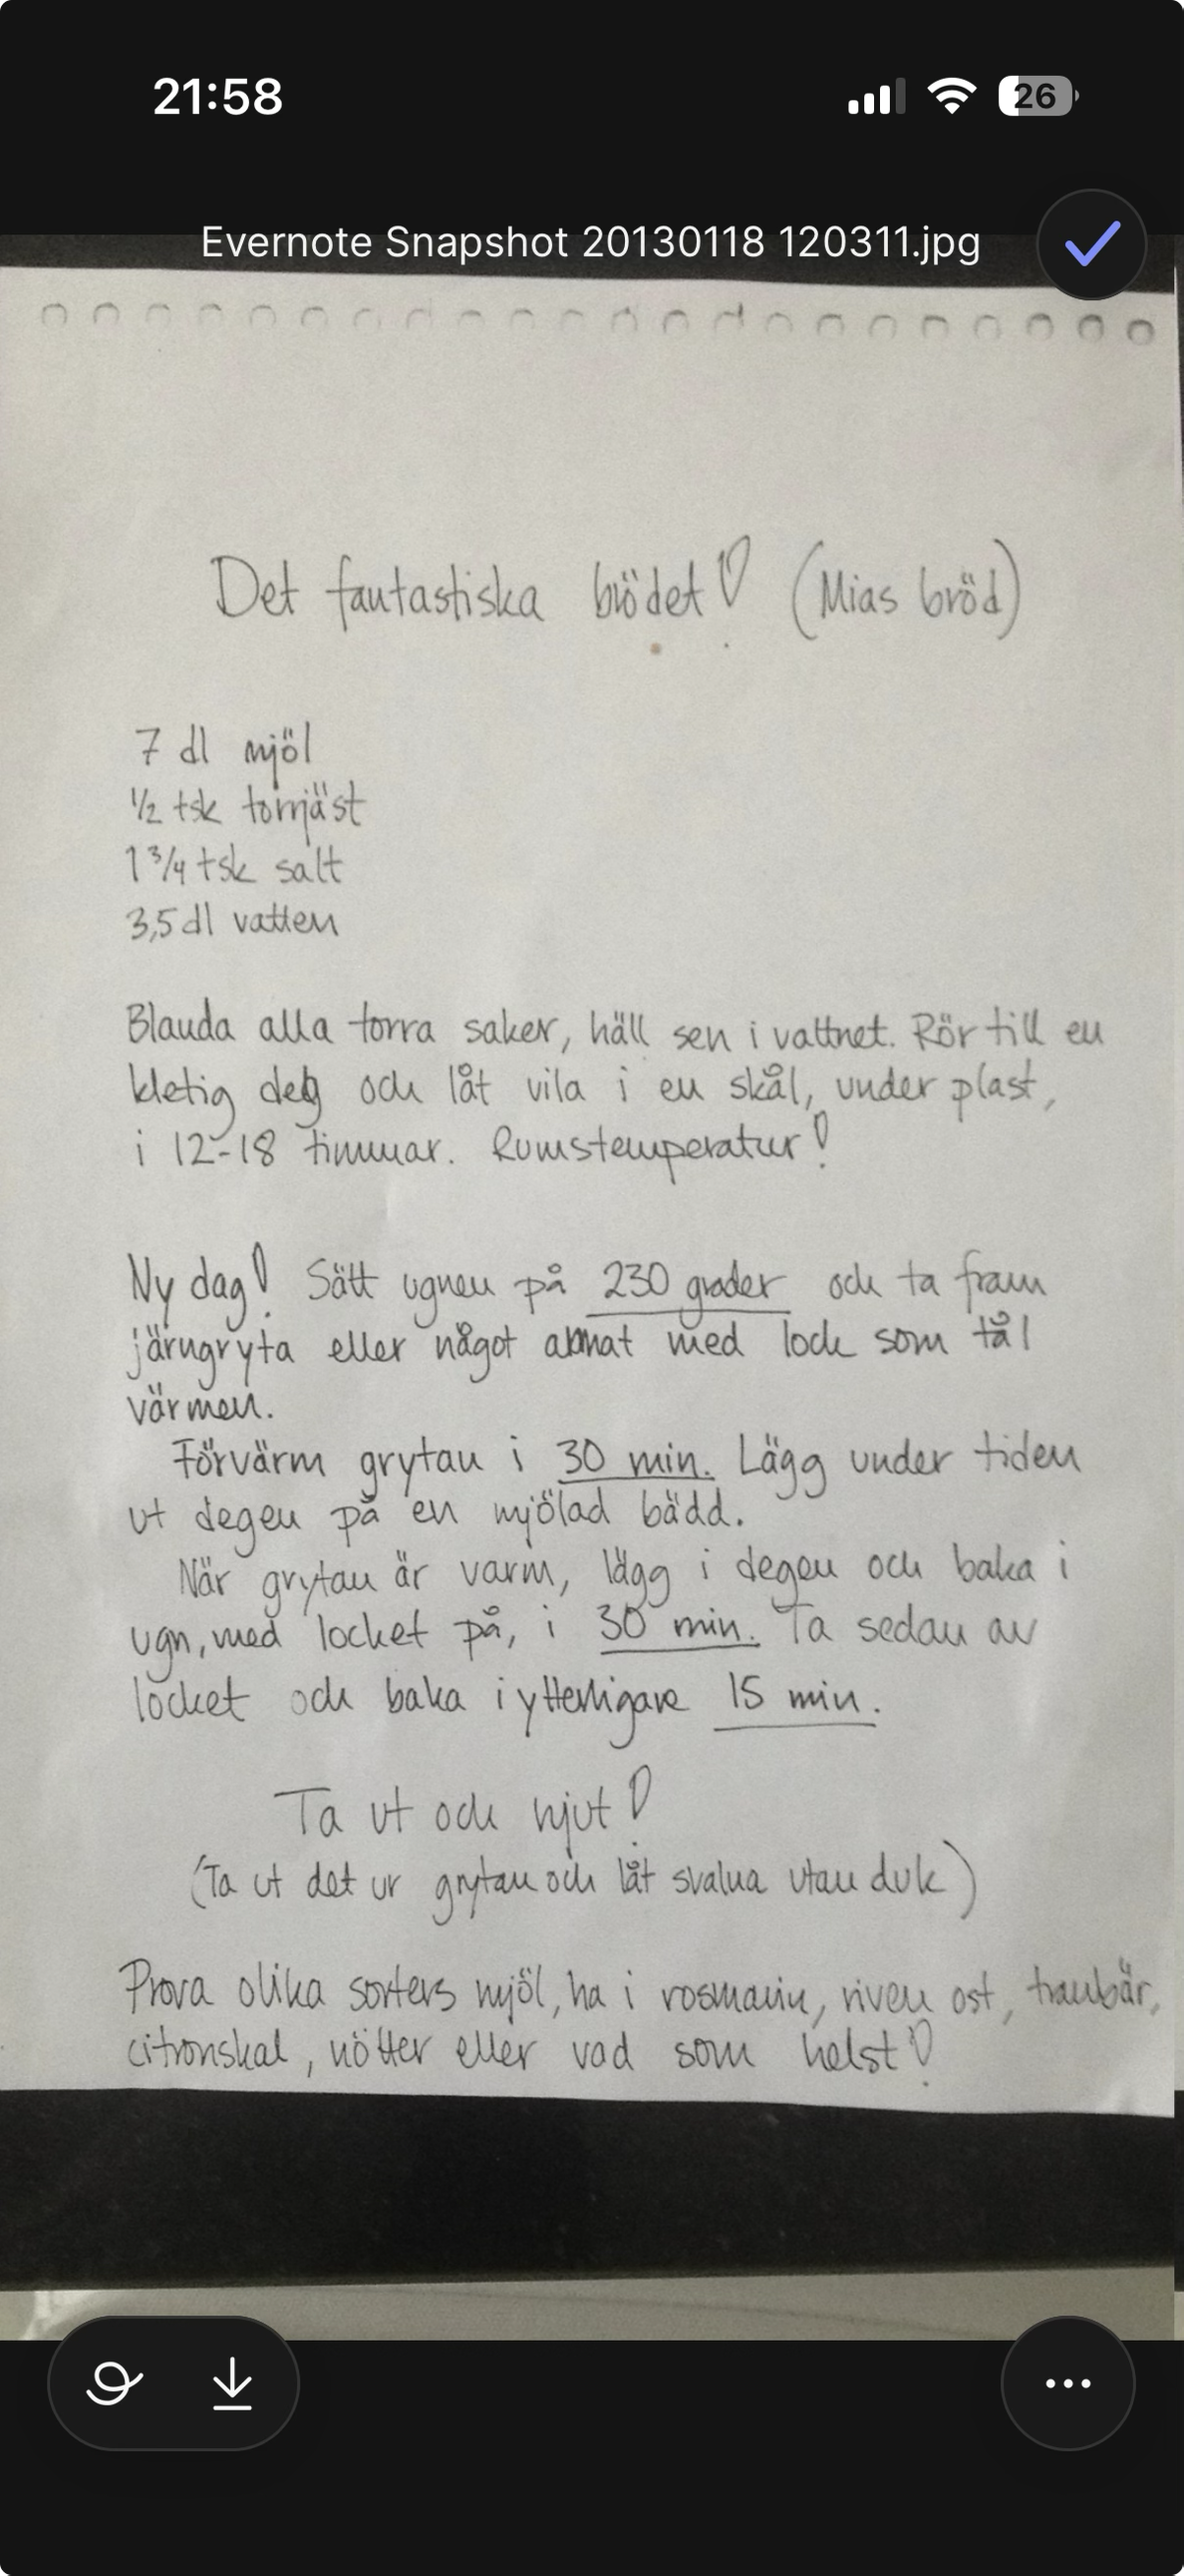 21:58
26
Evernote Snapshot 20130118 120311.jpg
Det fantastiska brödet! (Mias bröd)
7 dl mjöl
1/2 tsk torrjäst
1 3/4 tsk salt
3,5 dl vatten
Blanda alla torra saker, häll sen i vattnet. Rör till en
kletig deg och låt vila i en skål, under plast,
i 12-18 timmar. Rumstemperatur!
Ny dag! Sätt ugnen på 230 grader och ta fram
järngryta eller något annat med lock som tål
värmen.
Förvärm grytan i 30 min. Lägg under tiden
ut degen på en mjölad bädd.
När grytan är varm, lägg i degen och baka i
ugn, med locket på, i 30 min. Ta sedan av
locket och baka i ytterligare 15 min.
Ta ut och njut!
(Ta ut det ur grytan och låt svalna utan duk)
Prova olika sorters mjöl, ha i rosmarin, riven ost, tranbär,
citronskal, nötter eller vad som helst!